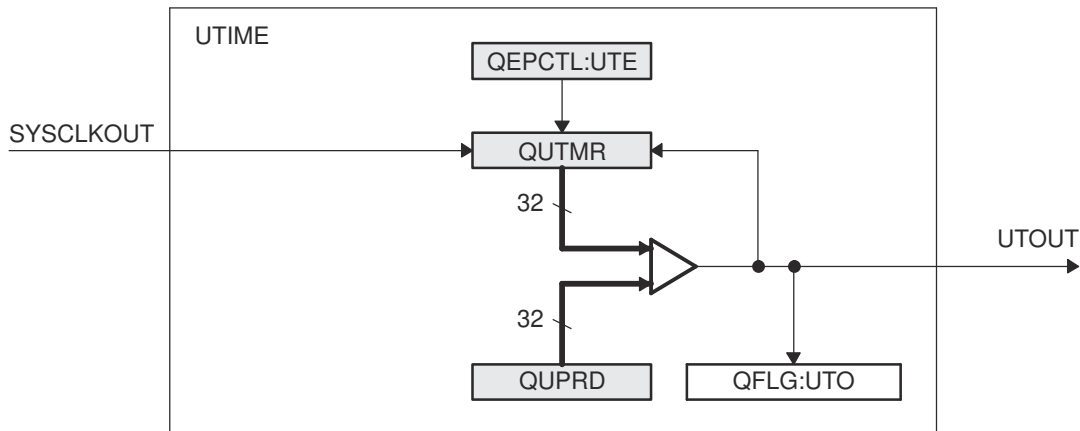 UTIME
QEPCTL:UTE
SYSCLKOUT
QUTMR
32
UTOUT
32
QUPRD
QFLG:UTO